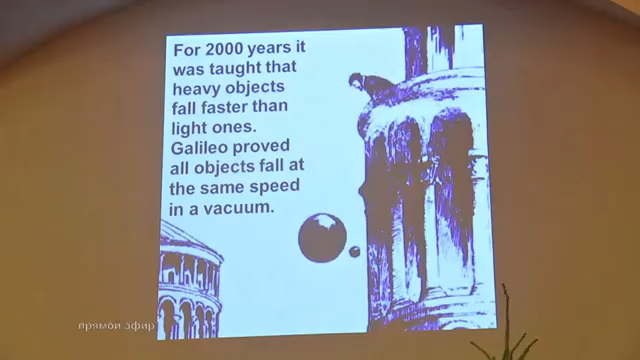 For 2000 years it
was taught that
heavy objects
fall faster than
light ones.
Galileo proved
all objects fall at
the same speed
in a vacuum.
прямой эфир